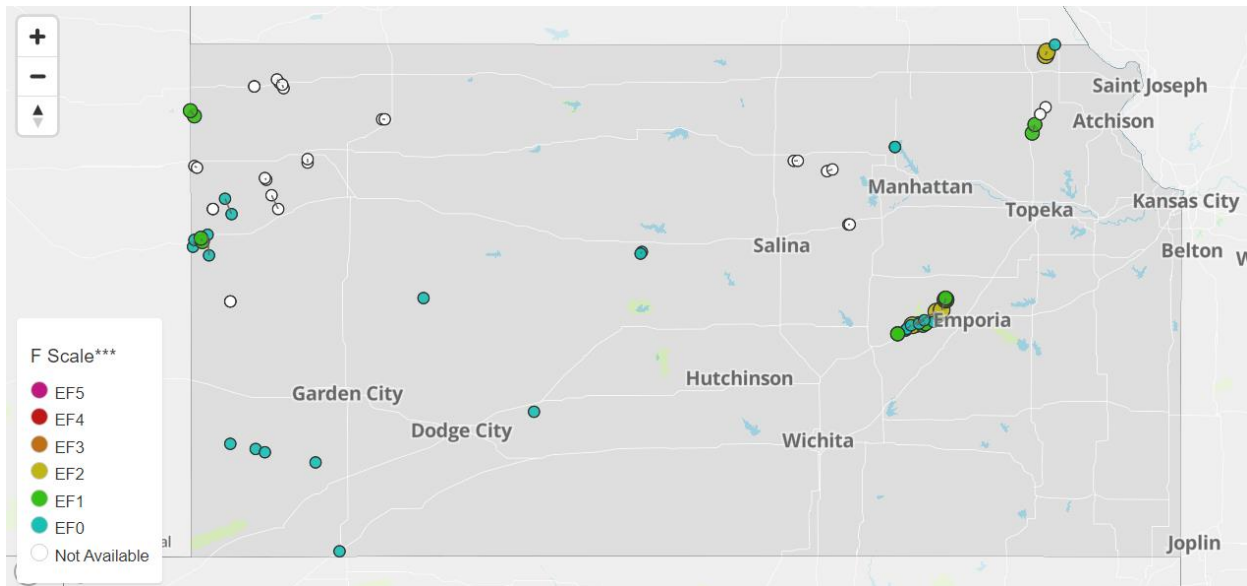 +
−
Saint Joseph
Atchison
Manhattan
Kansas City
Topeka
Salina
Belton
W
Emporia
F Scale***
EF5
EF4
EF3
EF2
EF1
EF0
Not Available
Hutchinson
Garden City
Dodge City
Wichita
al
Joplin